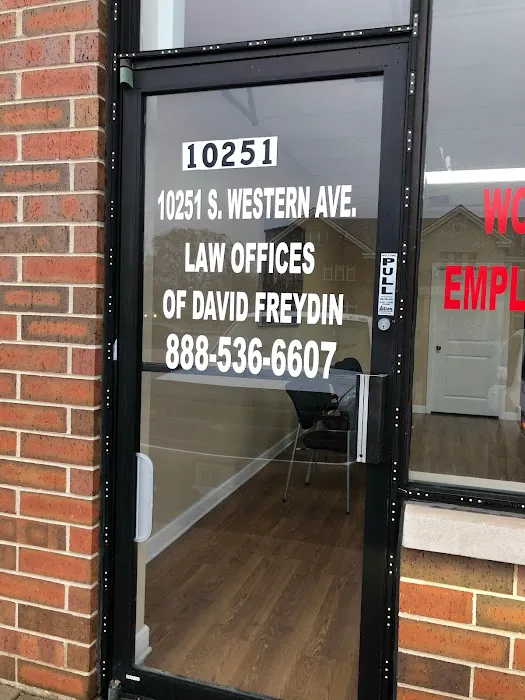 10251
10251 S. WESTERN AVE.
LAW OFFICES
OF DAVID FREYDIN
888-536-6607
PULL